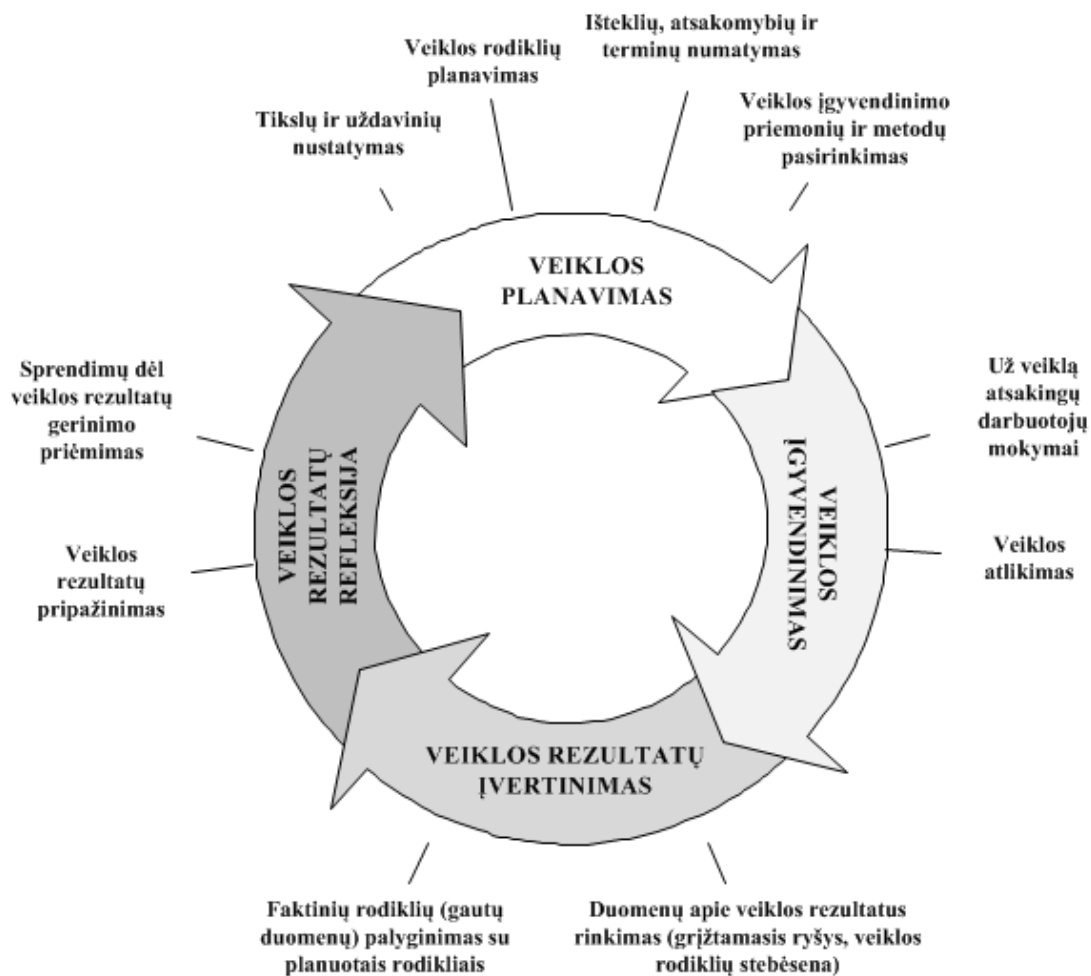 Išteklių, atsakomybių ir
terminų numatymas
Veiklos rodiklių
planavimas
Veiklos įgyvendinimo
priemonių ir metodų
pasirinkimas
Tikslų ir uždavinių
nustatymas
VEIKLOS
PLANAVIMAS
Už veiklą
atsakingų
darbuotojų
mokymai
Veiklos
atlikimas
VEIKLOS
ĮGYVENDINIMAS
Sprendimų dėl
veiklos rezultatų
gerinimo
priėmimas
Veiklos
rezultatų
pripažinimas
VEIKLOS
REZULTATŲ
REFLEKSIJA
VEIKLOS REZULTATŲ
ĮVERTINIMAS
Faktinių rodiklių (gautų
duomenų) palyginimas su
planuotais rodikliais
Duomenų apie veiklos rezultatus
rinkimas (grįžtamasis ryšys, veiklos
rodiklių stebėsena)